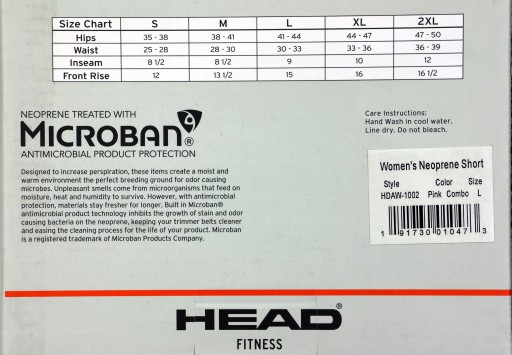 Size Chart S M L XL 2XL
Hips 35 - 38 38 - 41 41 - 44 44 - 47 47 - 50
Waist 25 - 28 28 - 30 30 - 33 33 - 36 36 - 39
Inseam 8 1/2 8 1/2 9 10 12
Front Rise 12 13 1/2 15 16 16 1/2
NEOPRENE TREATED WITH
MICROBAN®
ANTIMICROBIAL PRODUCT PROTECTION
Designed to increase perspiration, these items create a moist and
warm environment the perfect breeding ground for odor causing
microbes. Unpleasant smells come from microorganisms that feed on
moisture, heat and humidity to survive. However, with antimicrobial
protection, materials stay fresher for longer. Built in Microban®
antimicrobial product technology inhibits the growth of stain and odor
causing bacteria on the neoprene, keeping your trimmer belts cleaner
and easing the cleaning process for the life of your product. Microban
is a registered trademark of Microban Products Company.
Care Instructions:
Hand Wash in cool water.
Line dry. Do not bleach.
Women's Neoprene Short
Style Color Size
HDAW-1002 Pink Combo L
1 91730 01047 3
HEAD®
FITNESS